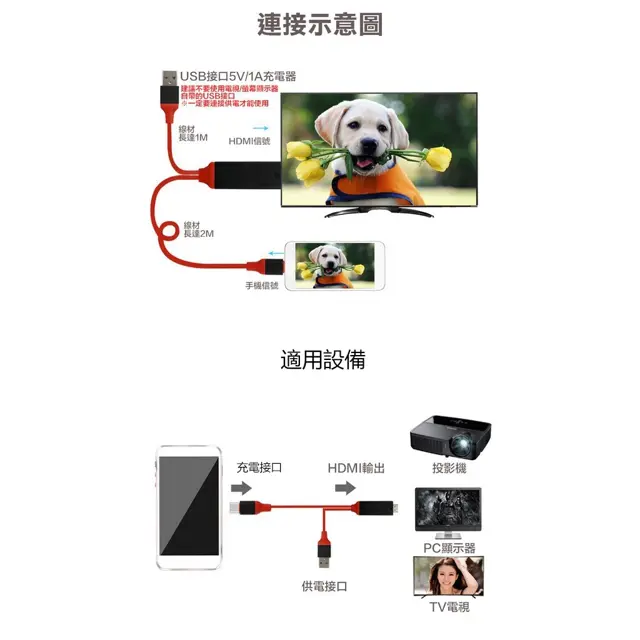 連接示意圖
USB接口5V/1A充電器
建議不要使用電視/螢幕顯示器
自帶的USB接口
※一定要連接供電才能使用
線材
長達1M
HDMI信號
線材
長達2M
手機信號
適用設備
充電接口
HDMI輸出
投影機
PC顯示器
供電接口
TV電視